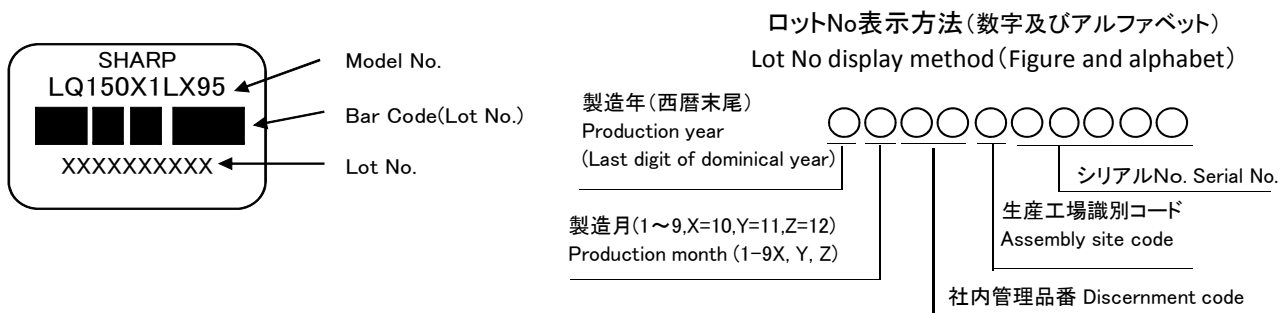 SHARP
LQ150X1LX95
XXXXXXXXXX
Model No.
Bar Code(Lot No.)
Lot No.
ロットNo表示方法(数字及びアルファベット)
Lot No display method(Figure and alphabet)
製造年(西暦末尾)
Production year
(Last digit of dominical year)
シリアルNo. Serial No.
製造月(1～9,X=10,Y=11,Z=12)
Production month (1-9X, Y, Z)
生産工場識別コード
Assembly site code
社内管理品番 Discernment code